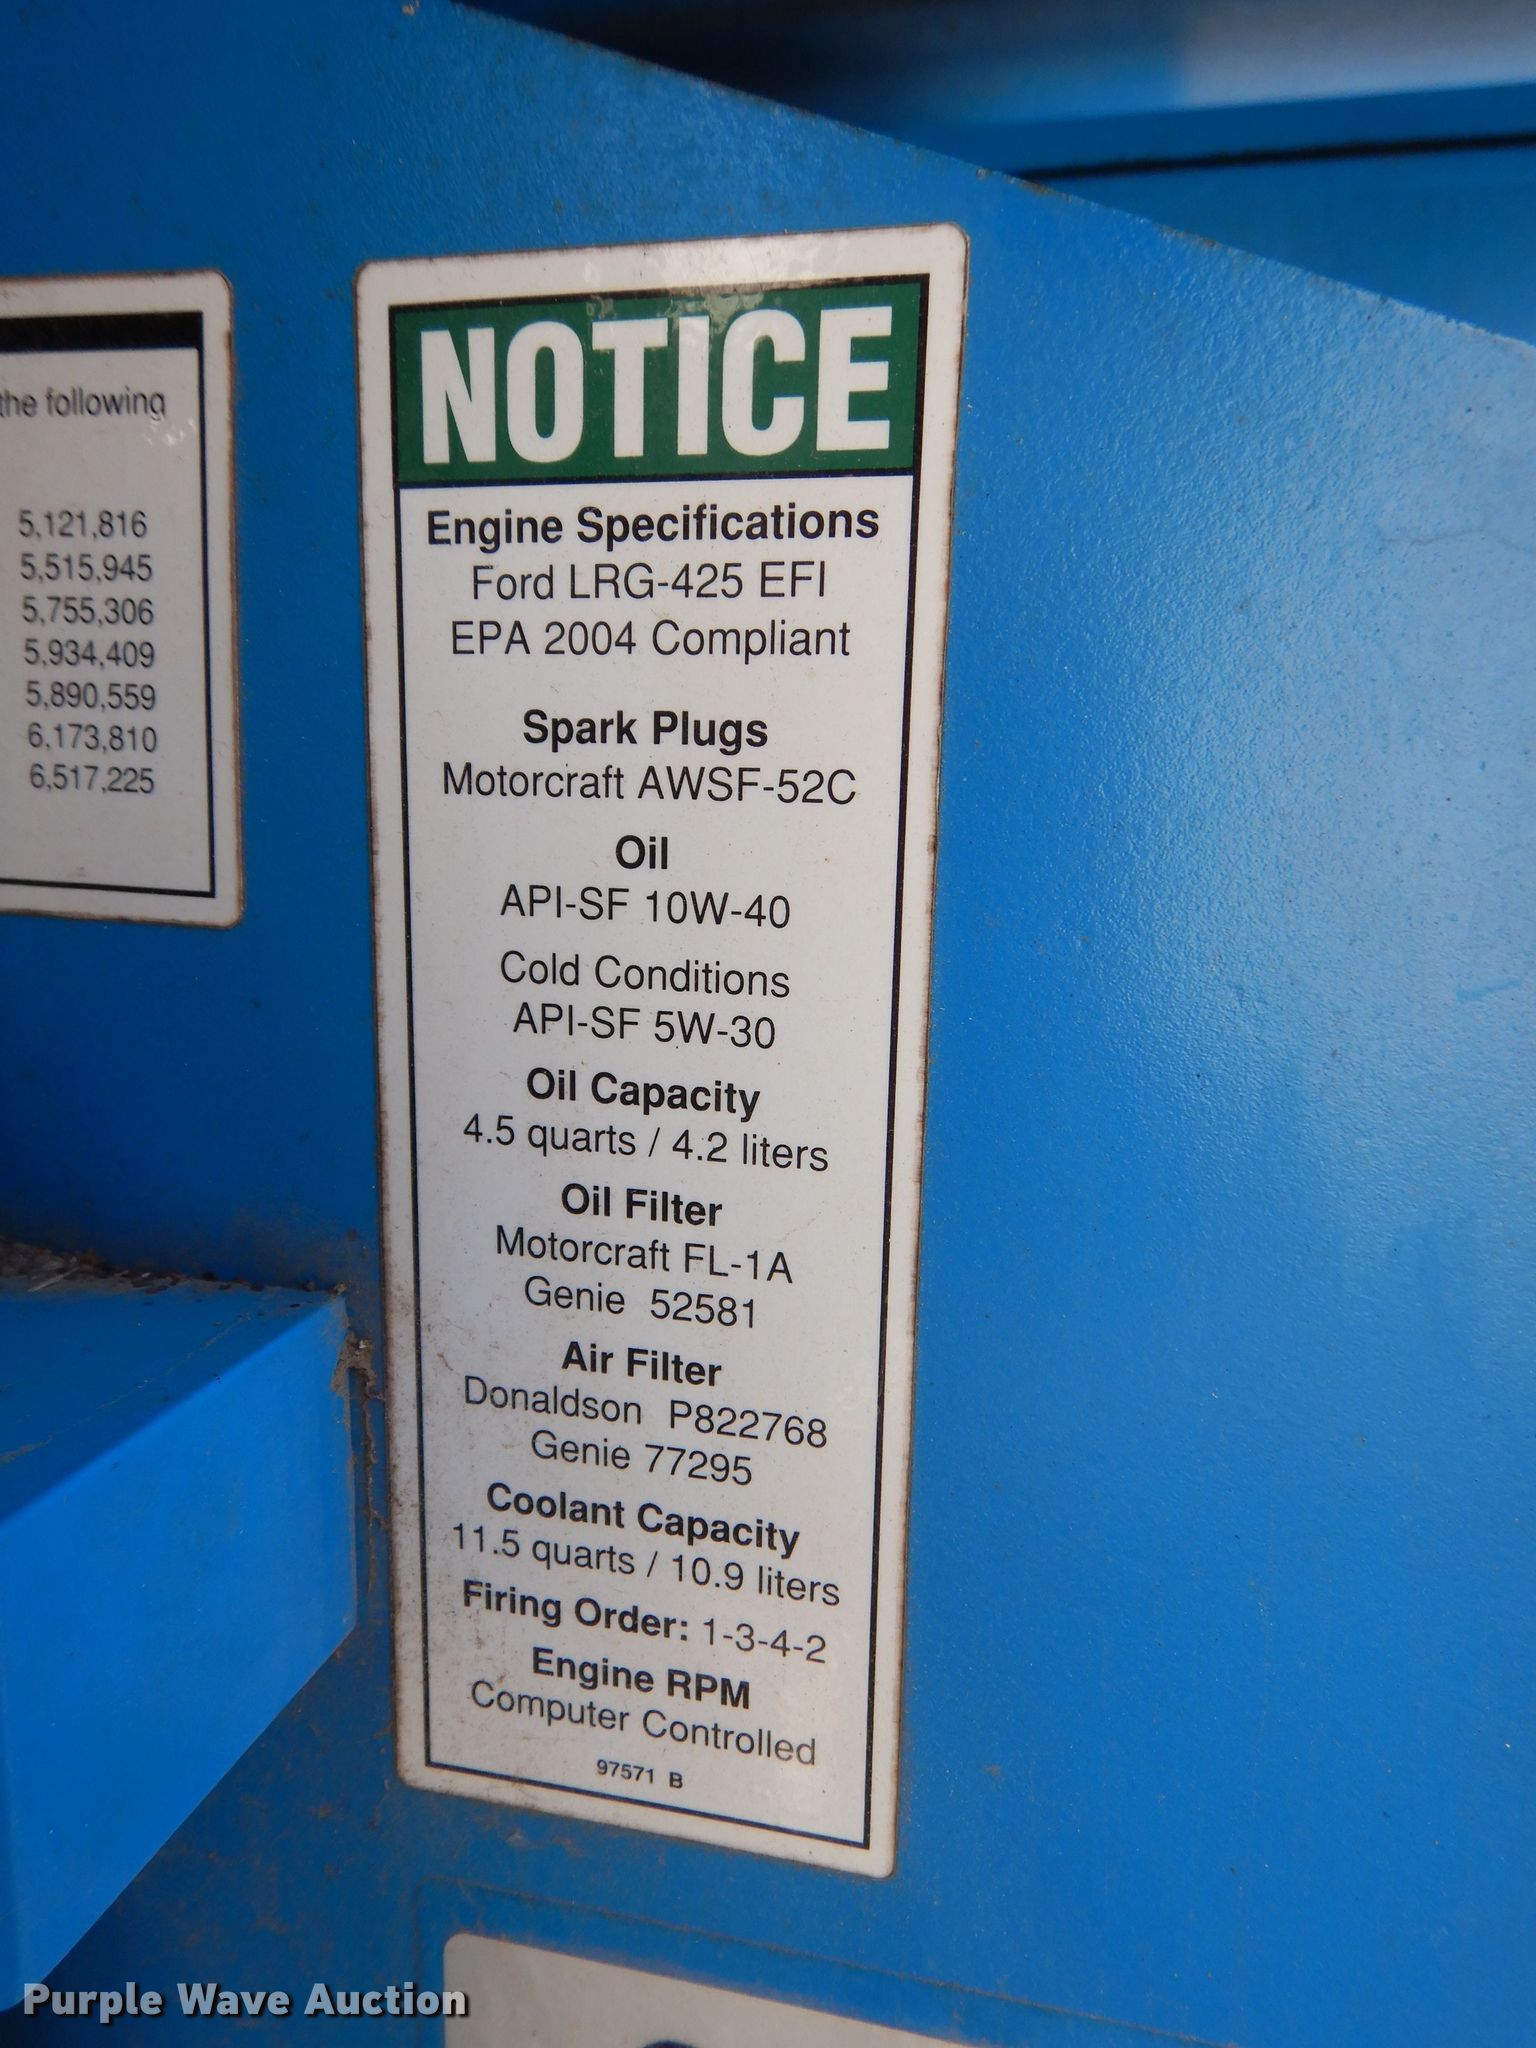 the following
5,121,816
5,515,945
5,755,306
5,934,409
5,890,559
6,173,810
6,517,225
NOTICE
Engine Specifications
Ford LRG-425 EFI
EPA 2004 Compliant
Spark Plugs
Motorcraft AWSF-52C
Oil
API-SF 10W-40
Cold Conditions
API-SF 5W-30
Oil Capacity
4.5 quarts / 4.2 liters
Oil Filter
Motorcraft FL-1A
Genie 52581
Air Filter
Donaldson P822768
Genie 77295
Coolant Capacity
11.5 quarts / 10.9 liters
Firing Order: 1-3-4-2
Engine RPM
Computer Controlled
97571 B
Purple Wave Auction